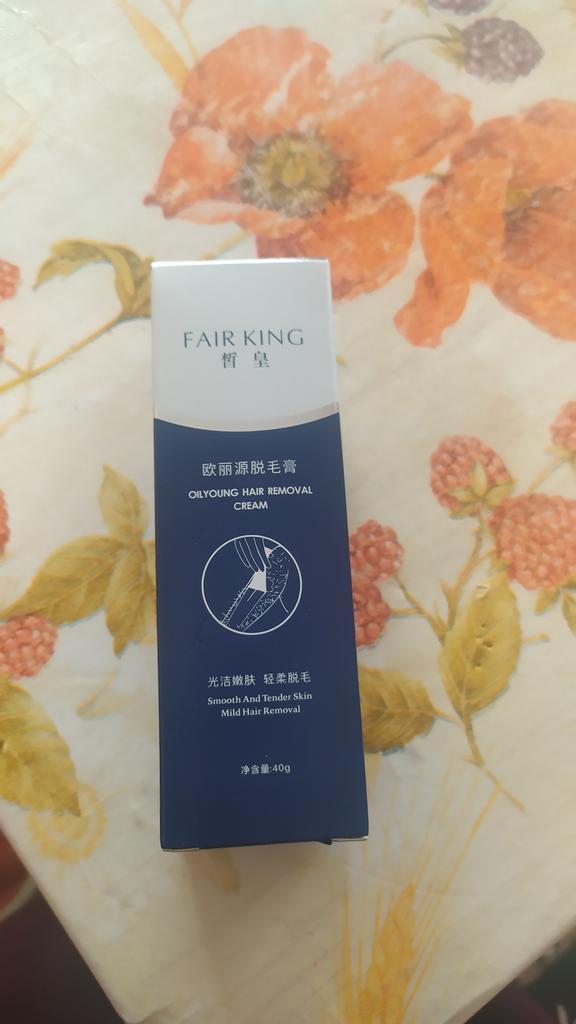 FAIR KING
皙皇
欧丽源脱毛膏
OILYOUNG HAIR REMOVAL
CREAM
光洁嫩肤 轻柔脱毛
Smooth And Tender Skin
Mild Hair Removal
净含量:40g